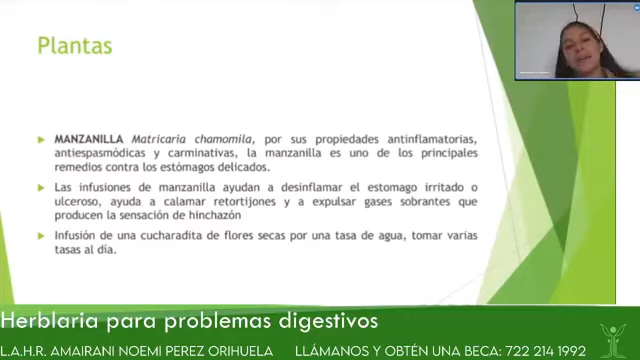 Plantas
MANZANILLA Matricaria chamomila, por sus propiedades antinflamatorias,
antiespasmódicas y carminativas, la manzanilla es uno de los principales
remedios contra los estómagos delicados.
Las infusiones de manzanilla ayudan a desinflamar el estomago irritado o
ulceroso, ayuda a calamar retortijones y a expulsar gases sobrantes que
producen la sensación de hinchazón
Infusión de una cucharadita de flores secas por una tasa de agua, tomar varías
tasas al día.
Herblaria para problemas digestivos
L.A.H.R. AMAIRANI NOEMI PEREZ ORIHUELA LLÁMANOS Y OBTÉN UNA BECA: 722 214 1992